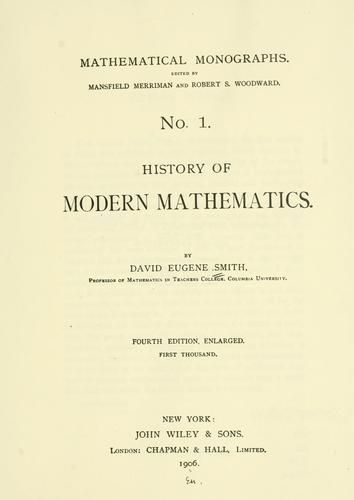 MATHEMATICAL MONOGRAPHS.
EDITED BY
MANSFIELD MERRIMAN AND ROBERT S. WOODWARD.
No. 1.
HISTORY OF
MODERN MATHEMATICS.
BY
DAVID EUGENE SMITH,
PROFESSOR OF MATHEMATICS IN TEACHERS COLLEGE, COLUMBIA UNIVERSITY.
FOURTH EDITION, ENLARGED.
FIRST THOUSAND.
NEW YORK:
JOHN WILEY & SONS.
LONDON: CHAPMAN & HALL, LIMITED.
1906.